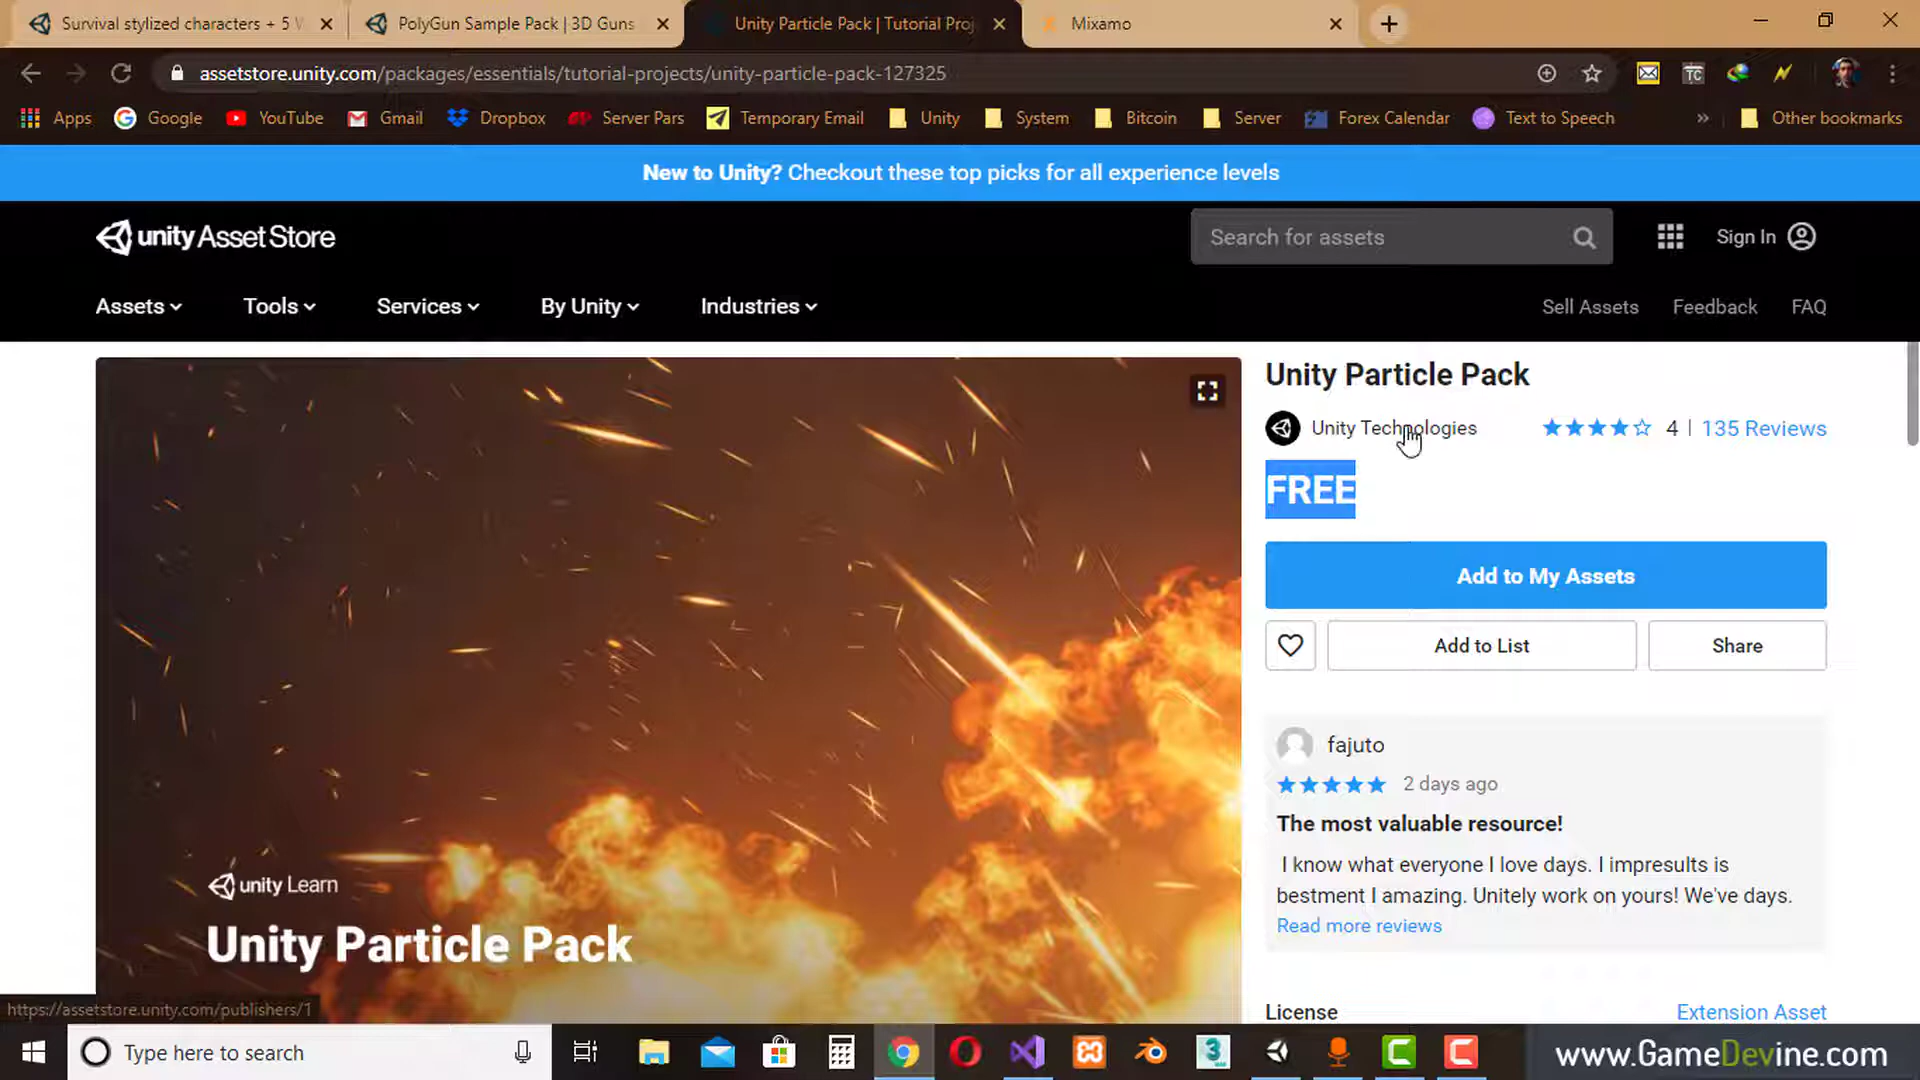 Survival stylized characters + 5 V
PolyGun Sample Pack | 3D Guns
Unity Particle Pack | Tutorial Proj
Mixamo
assetstore.unity.com/packages/essentials/tutorial-projects/unity-particle-pack-127325
Apps
Google
YouTube
Gmail
Dropbox
Server Pars
Temporary Email
Unity
System
Bitcoin
Server
Forex Calendar
Text to Speech
»
Other bookmarks
New to Unity? Checkout these top picks for all experience levels
unity Asset Store
Search for assets
Sign In
Assets
Tools
Services
By Unity
Industries
Sell Assets
Feedback
FAQ
Unity Particle Pack
Unity Technologies
4 | 135 Reviews
FREE
Add to My Assets
Add to List
Share
fajuto
2 days ago
The most valuable resource!
I know what everyone I love days. I impresults is
bestment I amazing. Unitely work on yours! We've days.
Read more reviews
License
Extension Asset
unity Learn
Unity Particle Pack
https://assetstore.unity.com/publishers/1
Type here to search
www.GameDevine.com